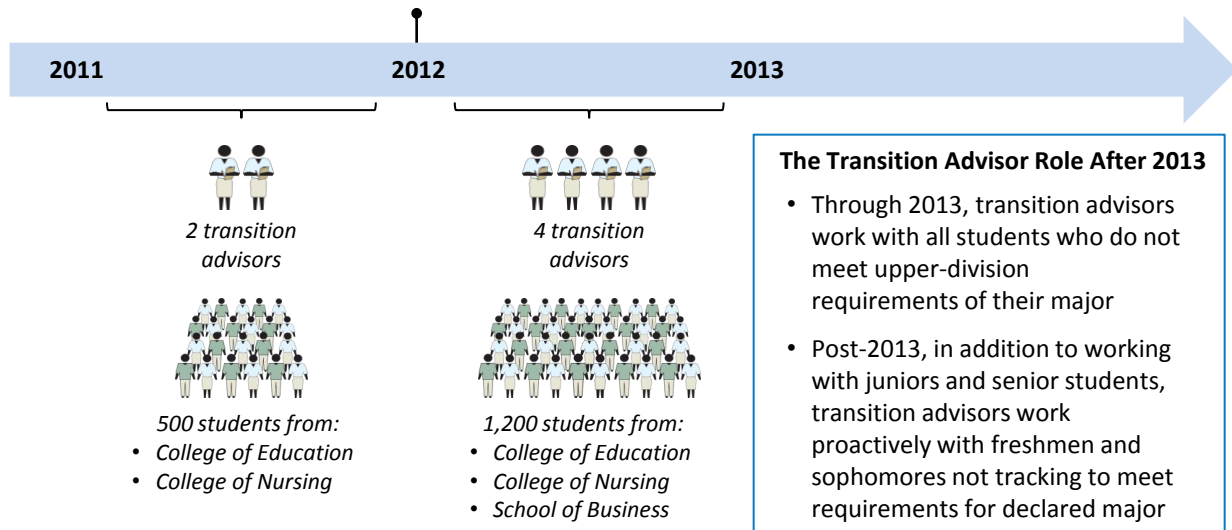 2011
2012
2013
2 transition
advisors
500 students from:
• College of Education
• College of Nursing
4 transition
advisors
1,200 students from:
• College of Education
• College of Nursing
• School of Business
The Transition Advisor Role After 2013
• Through 2013, transition advisors
work with all students who do not
meet upper-division
requirements of their major
• Post-2013, in addition to working
with juniors and senior students,
transition advisors work
proactively with freshmen and
sophomores not tracking to meet
requirements for declared major